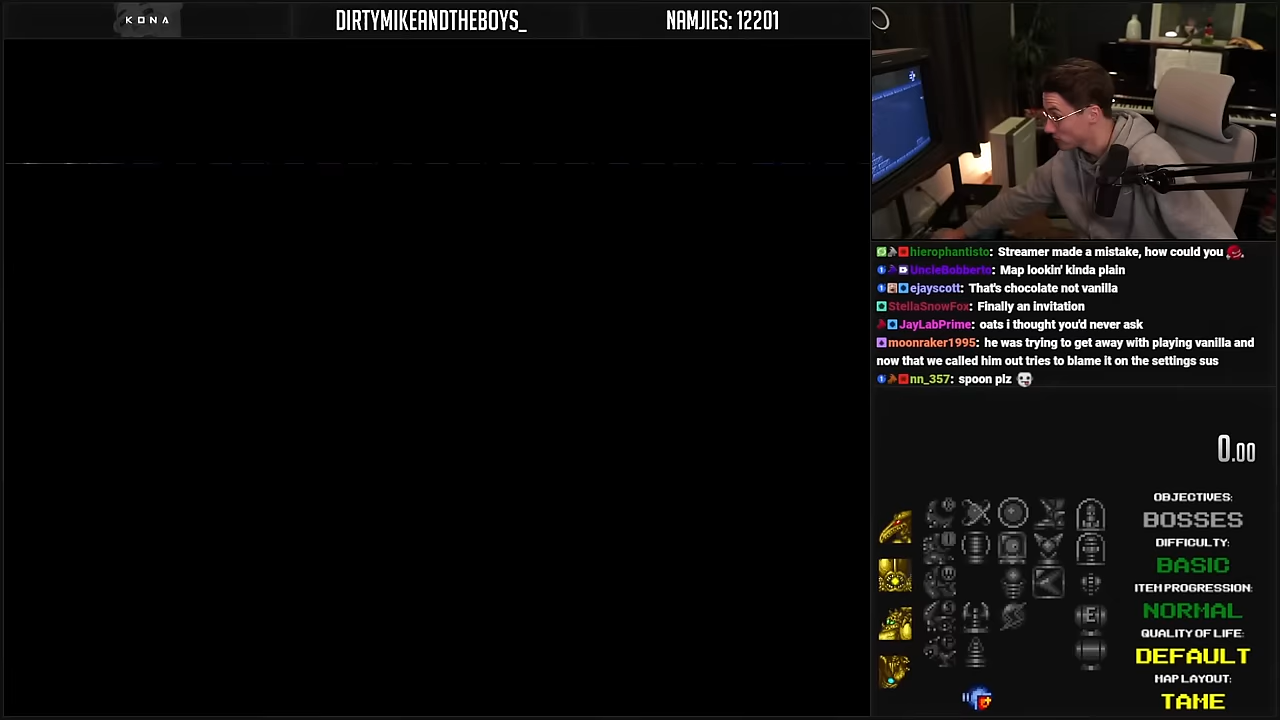 KONA
DIRTYMIKEANDTHEBOYS_
NAMJIES: 12201
hierophantisto: Streamer made a mistake, how could you
UncleBobberto: Map lookin' kinda plain
ejayscott: That's chocolate not vanilla
StellaSnowFox: Finally an invitation
JayLabPrime: oats i thought you'd never ask
moonraker1995: he was trying to get away with playing vanilla and
now that we called him out tries to blame it on the settings sus
nn_357: spoon plz
0.00
OBJECTIVES:
BOSSES
DIFFICULTY:
BASIC
ITEM PROGRESSION:
NORMAL
QUALITY OF LIFE:
DEFAULT
MAP LAYOUT:
TAME